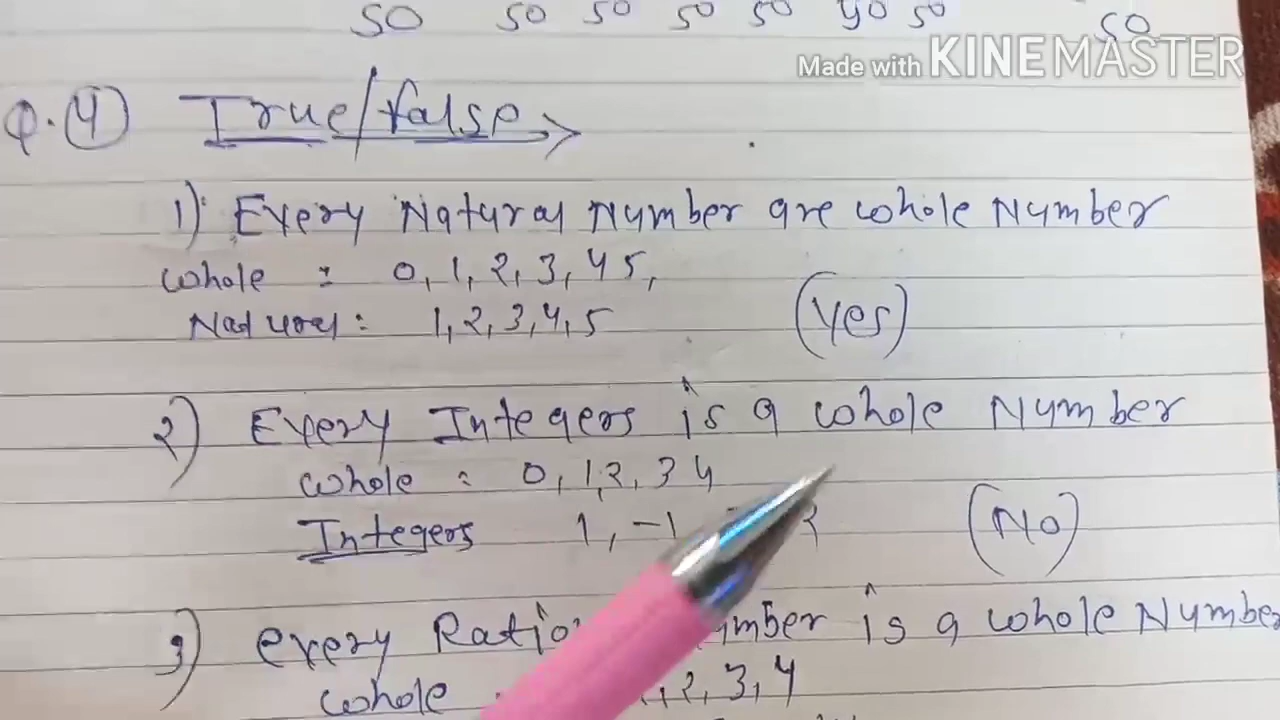 50 50 50 50 50 40 50 50
Made with KINEMASTER
Q.4 True/false
1) Every Natural Number are whole Number
whole : 0, 1, 2, 3, 4 5,
Natural : 1, 2, 3, 4, 5 (Yes)
2) Every Integers is a whole Number
whole : 0, 1, 2, 3 4
Integers 1, -1 (No)
3) every is a whole Number
whole 2, 3, 4